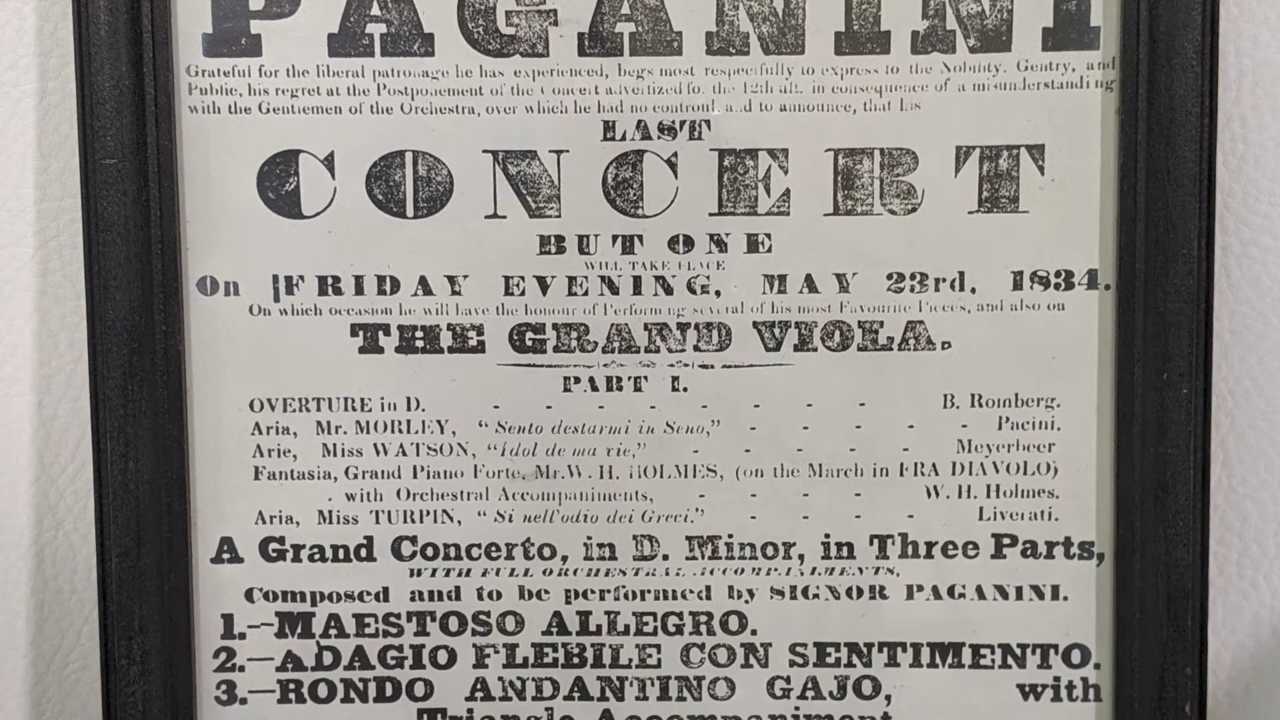 PAGANINI
Grateful for the liberal patronage he has experienced, begs most respectfully to express to the Nobility, Gentry, and
Public, his regret at the Postponement of the Concert advertized for the 12th ult. in consequence of a misunderstanding
with the Gentlemen of the Orchestra, over which he had no controul, and to announce, that his
LAST
CONCERT
BUT ONE
WILL TAKE PLACE
On FRIDAY EVENING, MAY 23rd, 1834.
On which occasion he will have the honour of Performing several of his most Favourite Pieces, and also on
THE GRAND VIOLA.
PART I.
OVERTURE in D. - - - - - - - - B. Romberg.
Aria, Mr. MORLEY, “Sento destarmi in Seno,” - - - - - Pacini.
Arie, Miss WATSON, “Idol de ma vie,” - - - - - Meyerbeer
Fantasia, Grand Piano Forte, Mr. W. H. HOLMES, (on the March in FRA DIAVOLO)
with Orchestral Accompaniments, - - - - W. H. Holmes.
Aria, Miss TURPIN, “Si nell'odio dei Greci.” - - - - Liverati.
A Grand Concerto, in D. Minor, in Three Parts,
WITH FULL ORCHESTRAL ACCOMPAIALMENTS,
Composed and to be performed by SIGNOR PAGANINI.
1.—MAESTOSO ALLEGRO.
2.—ADAGIO FLEBILE CON SENTIMENTO.
3.—RONDO ANDANTINO GAJO, with
Triangle Accompaniment